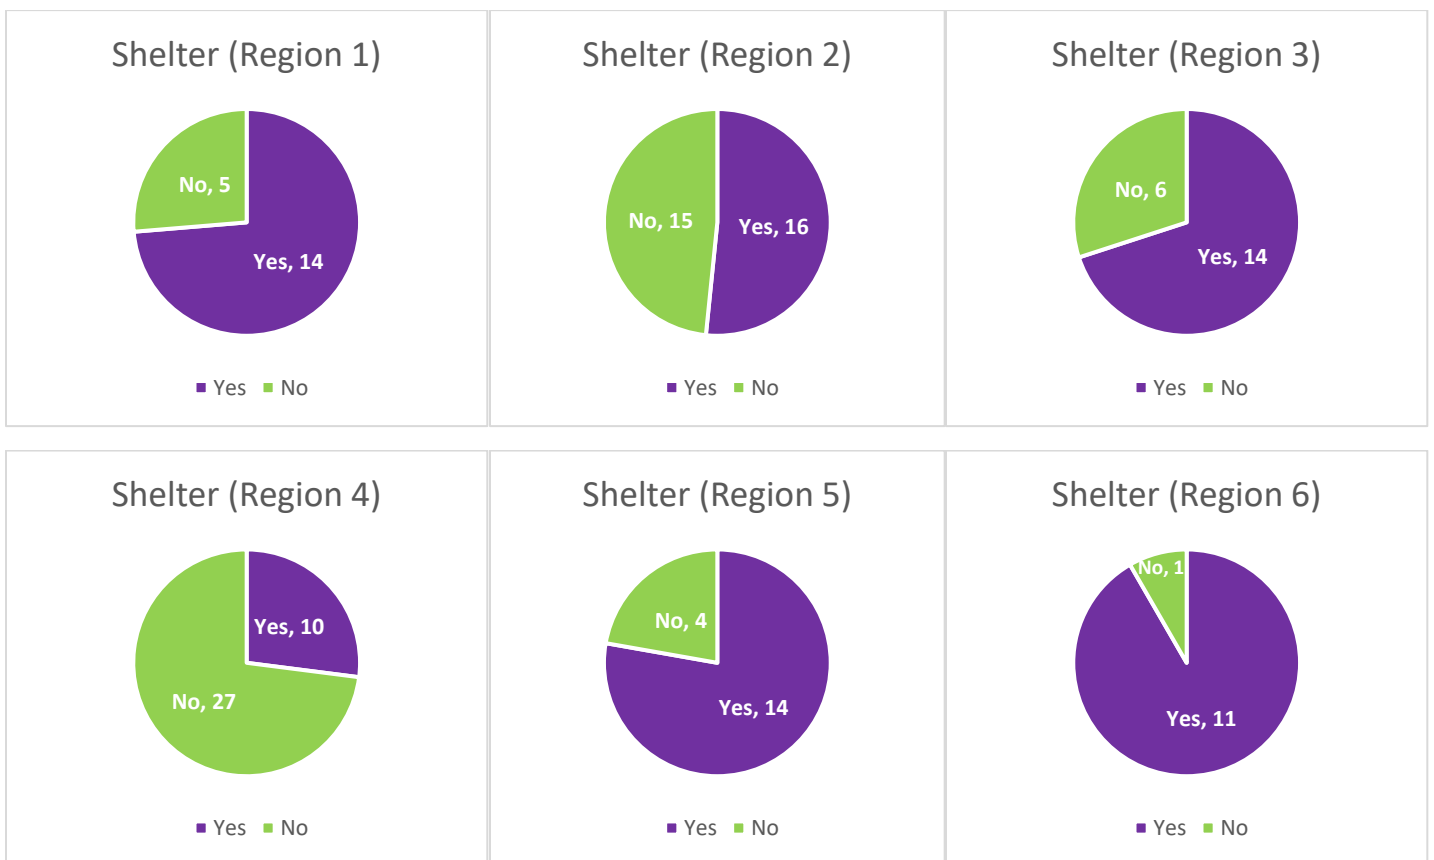 Shelter (Region 1)
No, 5
Yes, 14
Yes No
Shelter (Region 2)
No, 15
Yes, 16
Yes No
Shelter (Region 3)
No, 6
Yes, 14
Yes No
Shelter (Region 4)
Yes, 10
No, 27
Yes No
Shelter (Region 5)
No, 4
Yes, 14
Yes No
Shelter (Region 6)
No, 1
Yes, 11
Yes No